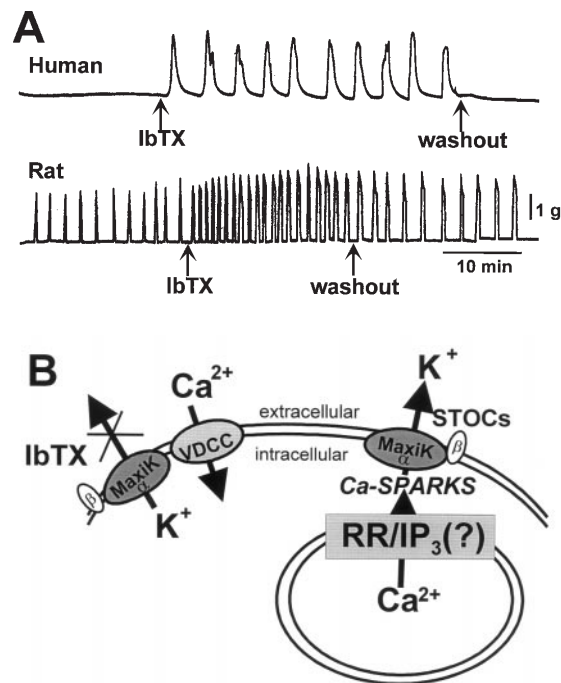 A
Human
IbTX
washout
Rat
1 g
IbTX
washout
10 min
B
K+
Ca2+
STOCs
extracellular
IbTX
VDCC
intracellular
MaxiK
α
β
MaxiK
α
β
Ca-SPARKS
K+
RR/IP3(?)
Ca2+